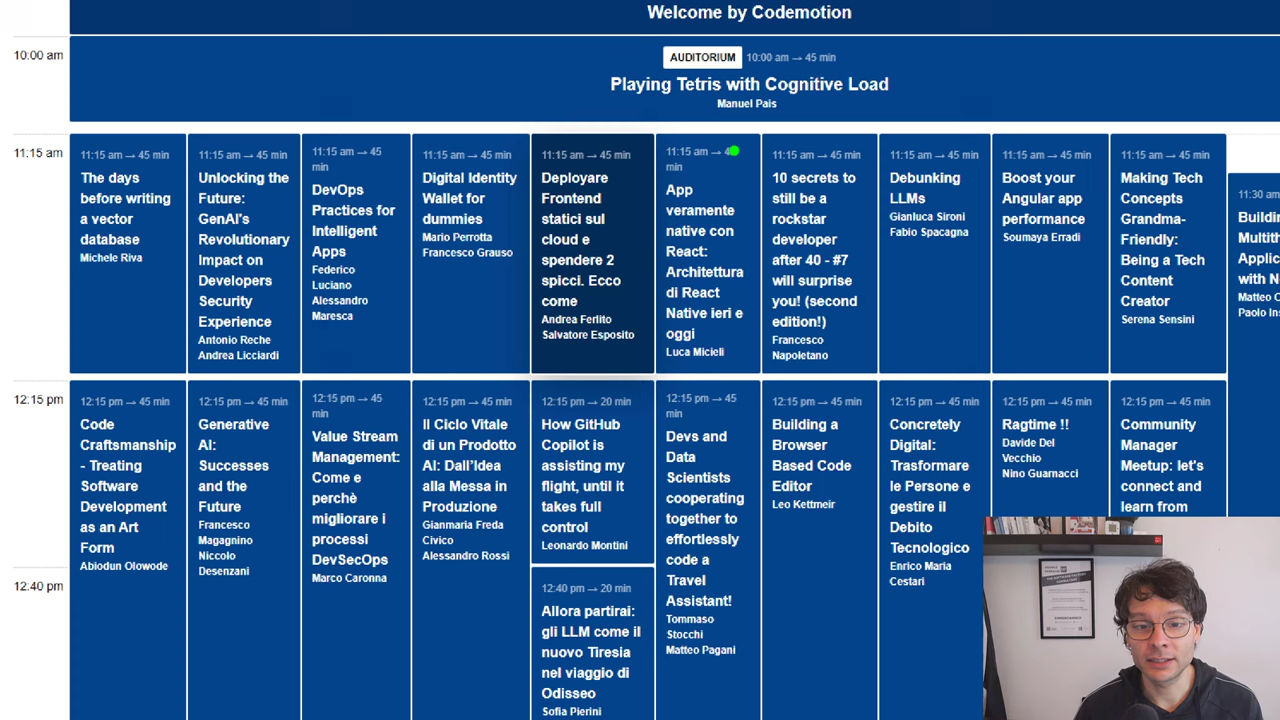 Welcome by Codemotion
10:00 am
AUDITORIUM 10:00 am → 45 min
Playing Tetris with Cognitive Load
Manuel Pais
11:15 am
11:15 am → 45 min
The days
before writing
a vector
database
Michele Riva
11:15 am → 45 min
Unlocking the
Future:
GenAI's
Revolutionary
Impact on
Developers
Security
Experience
Antonio Reche
Andrea Licciardi
11:15 am → 45
min
DevOps
Practices for
Intelligent
Apps
Federico
Luciano
Alessandro
Maresca
11:15 am → 45 min
Digital Identity
Wallet for
dummies
Mario Perrotta
Francesco Grauso
11:15 am → 45 min
Deployare
Frontend
statici sul
cloud e
spendere 2
spicci. Ecco
come
Andrea Ferlito
Salvatore Esposito
11:15 am →
min
App
veramente
native con
React:
Architettura
di React
Native ieri e
oggi
Luca Micieli
11:15 am → 45 min
10 secrets to
still be a
rockstar
developer
after 40 - #7
will surprise
you! (second
edition!)
Francesco
Napoletano
11:15 am → 45 min
Debunking
LLMs
Gianluca Sironi
Fabio Spacagna
11:15 am → 45 min
Boost your
Angular app
performance
Soumaya Erradi
11:15 am → 45 min
Making Tech
Concepts
Grandma-
Friendly:
Being a Tech
Content
Creator
Serena Sensini
11:30 am
with
Matteo
Paolo
12:15 pm
12:15 pm → 45 min
Code
Craftsmanship
- Treating
Software
Development
as an Art
Form
Abiodun Olowode
12:15 pm → 45 min
Generative
AI:
Successes
and the
Future
Francesco
Magagnino
Niccolo
Desenzani
12:15 pm → 45
min
Value Stream
Management:
Come e
perchè
migliorare i
processi
DevSecOps
Marco Caronna
12:15 pm → 45 min
Il Ciclo Vitale
di un Prodotto
AI: Dall'Idea
alla Messa in
Produzione
Gianmaria Freda
Civico
Alessandro Rossi
12:15 pm → 20 min
How GitHub
Copilot is
assisting my
flight, until it
takes full
control
Leonardo Montini
12:15 pm → 45
min
Devs and
Data
Scientists
cooperating
together to
effortlessly
code a
Travel
Assistant!
Tommaso
Stocchi
Matteo Pagani
12:15 pm → 45 min
Building a
Browser
Based Code
Editor
Leo Kettmeir
12:15 pm → 45 min
Concretely
Digital:
Trasformare
le Persone e
gestire il
Debito
Tecnologico
Enrico Maria
Cestari
12:15 pm → 45 min
Ragtime !!
Davide Del
Vecchio
Nino Guarnacci
12:15 pm → 45 min
Community
Manager
Meetup: let's
connect and
learn from
12:40 pm
12:40 pm → 20 min
Allora partirai:
gli LLM come il
nuovo Tiresia
nel viaggio di
Odisseo
Sofia Pierini